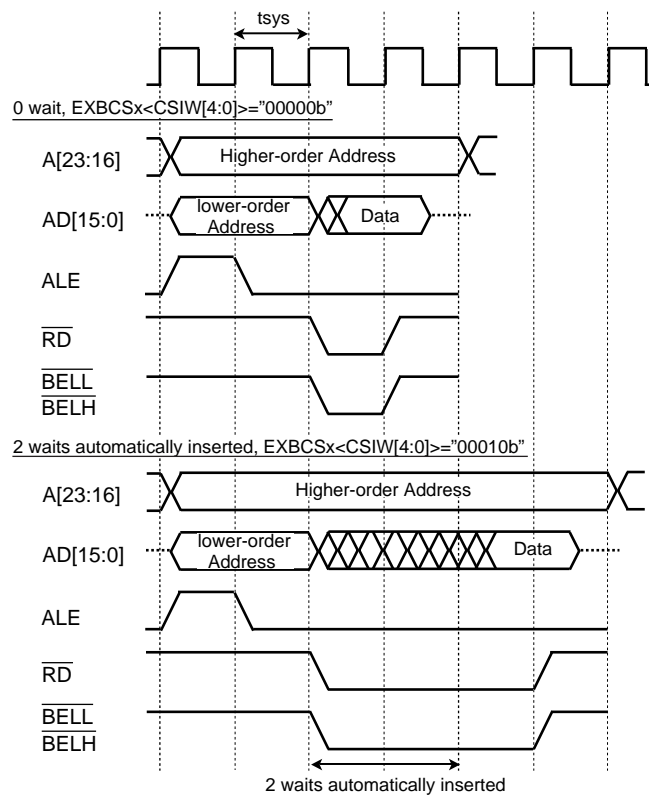 tsys
0 wait, EXBCSx<CSIW[4:0]>="00000b"
A[23:16]
Higher-order Address
AD[15:0]
lower-order
Address
Data
ALE
RD
BELL
BELH
2 waits automatically inserted, EXBCSx<CSIW[4:0]>="00010b"
A[23:16]
Higher-order Address
AD[15:0]
lower-order
Address
Data
ALE
RD
BELL
BELH
2 waits automatically inserted